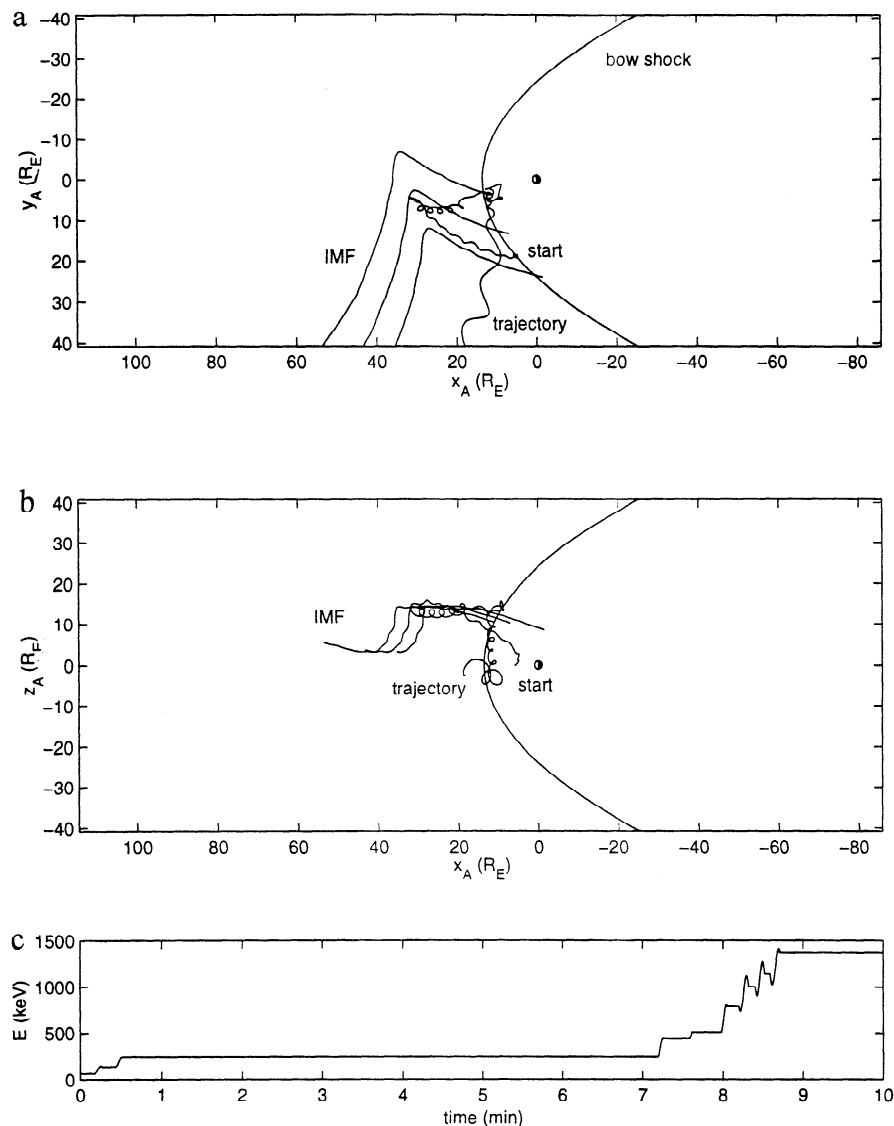 a
−40
−30
−20
−10
0
10
20
30
40
y_A (R_E)
bow shock
IMF
start
trajectory
100 80 60 40 20 0 −20 −40 −60 −80
x_A (R_E)
b
40
30
20
10
0
−10
−20
−30
−40
z_A (R_E)
IMF
trajectory
start
100 80 60 40 20 0 −20 −40 −60 −80
x_A (R_E)
c
1500
1000
500
0
E (keV)
0 1 2 3 4 5 6 7 8 9 10
time (min)